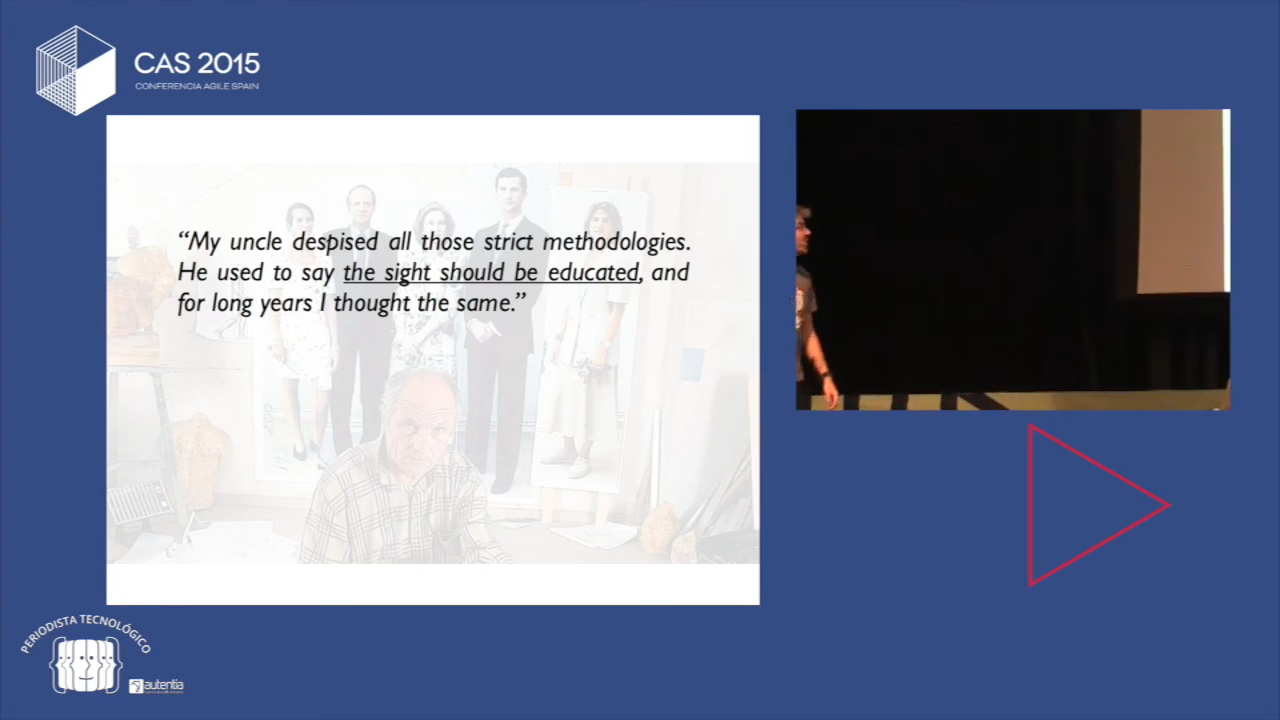 CAS 2015
CONFERENCIA AGILE SPAIN
“My uncle despised all those strict methodologies.
He used to say the sight should be educated, and
for long years I thought the same.”
PERIODISTA TECNOLÓGICO
autentia